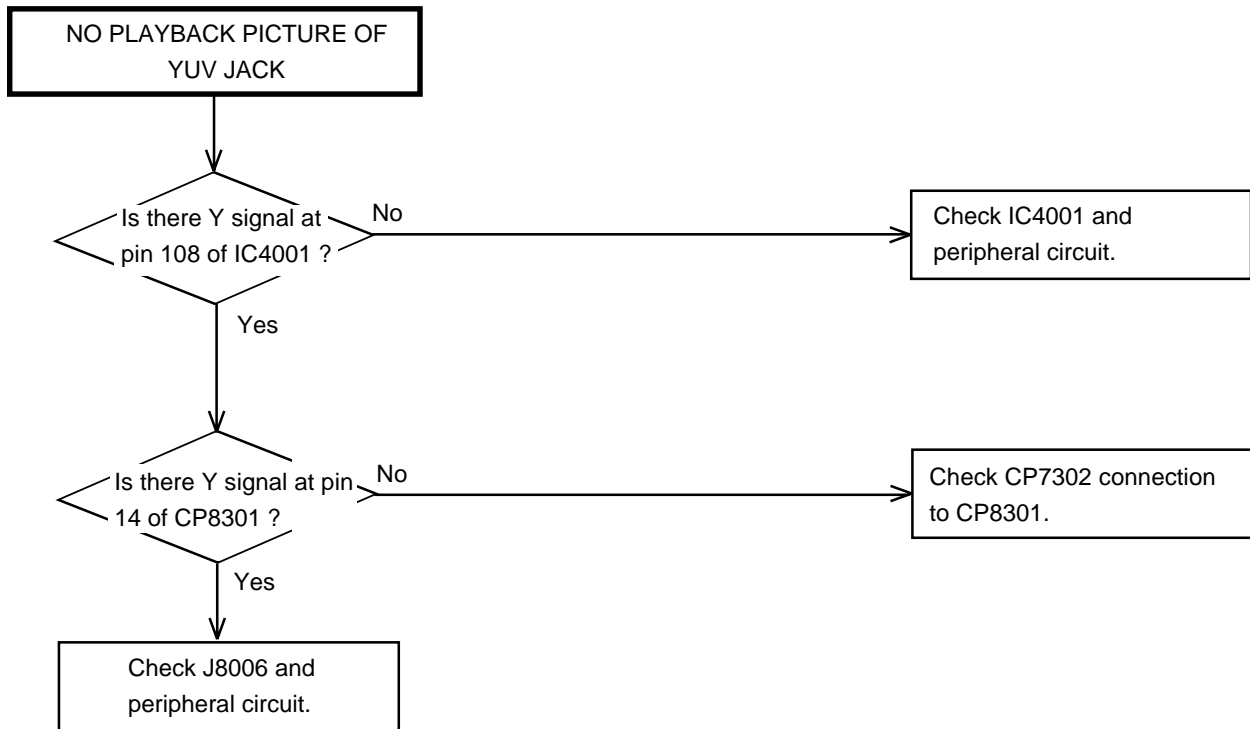 NO PLAYBACK PICTURE OF
YUV JACK
Is there Y signal at
pin 108 of IC4001 ?
No
Check IC4001 and
peripheral circuit.
Yes
Is there Y signal at pin
14 of CP8301 ?
No
Check CP7302 connection
to CP8301.
Yes
Check J8006 and
peripheral circuit.